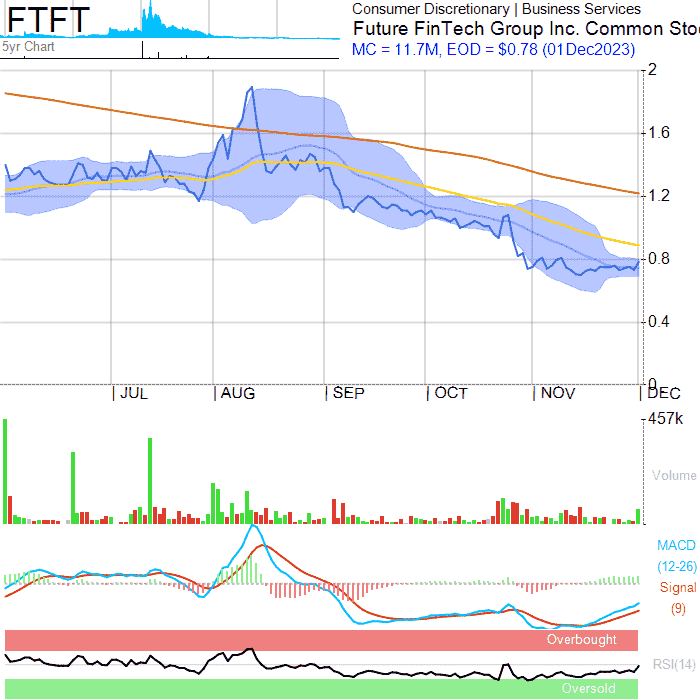 FTFT
5yr Chart
Consumer Discretionary | Business Services
Future FinTech Group Inc. Common Sto
MC = 11.7M, EOD = $0.78 (01Dec2023)
2
1.6
1.2
0.8
0.4
0
JUL AUG SEP OCT NOV DEC
457k
Volume
MACD
(12-26)
Signal
(9)
Overbought
RSI(14)
Oversold